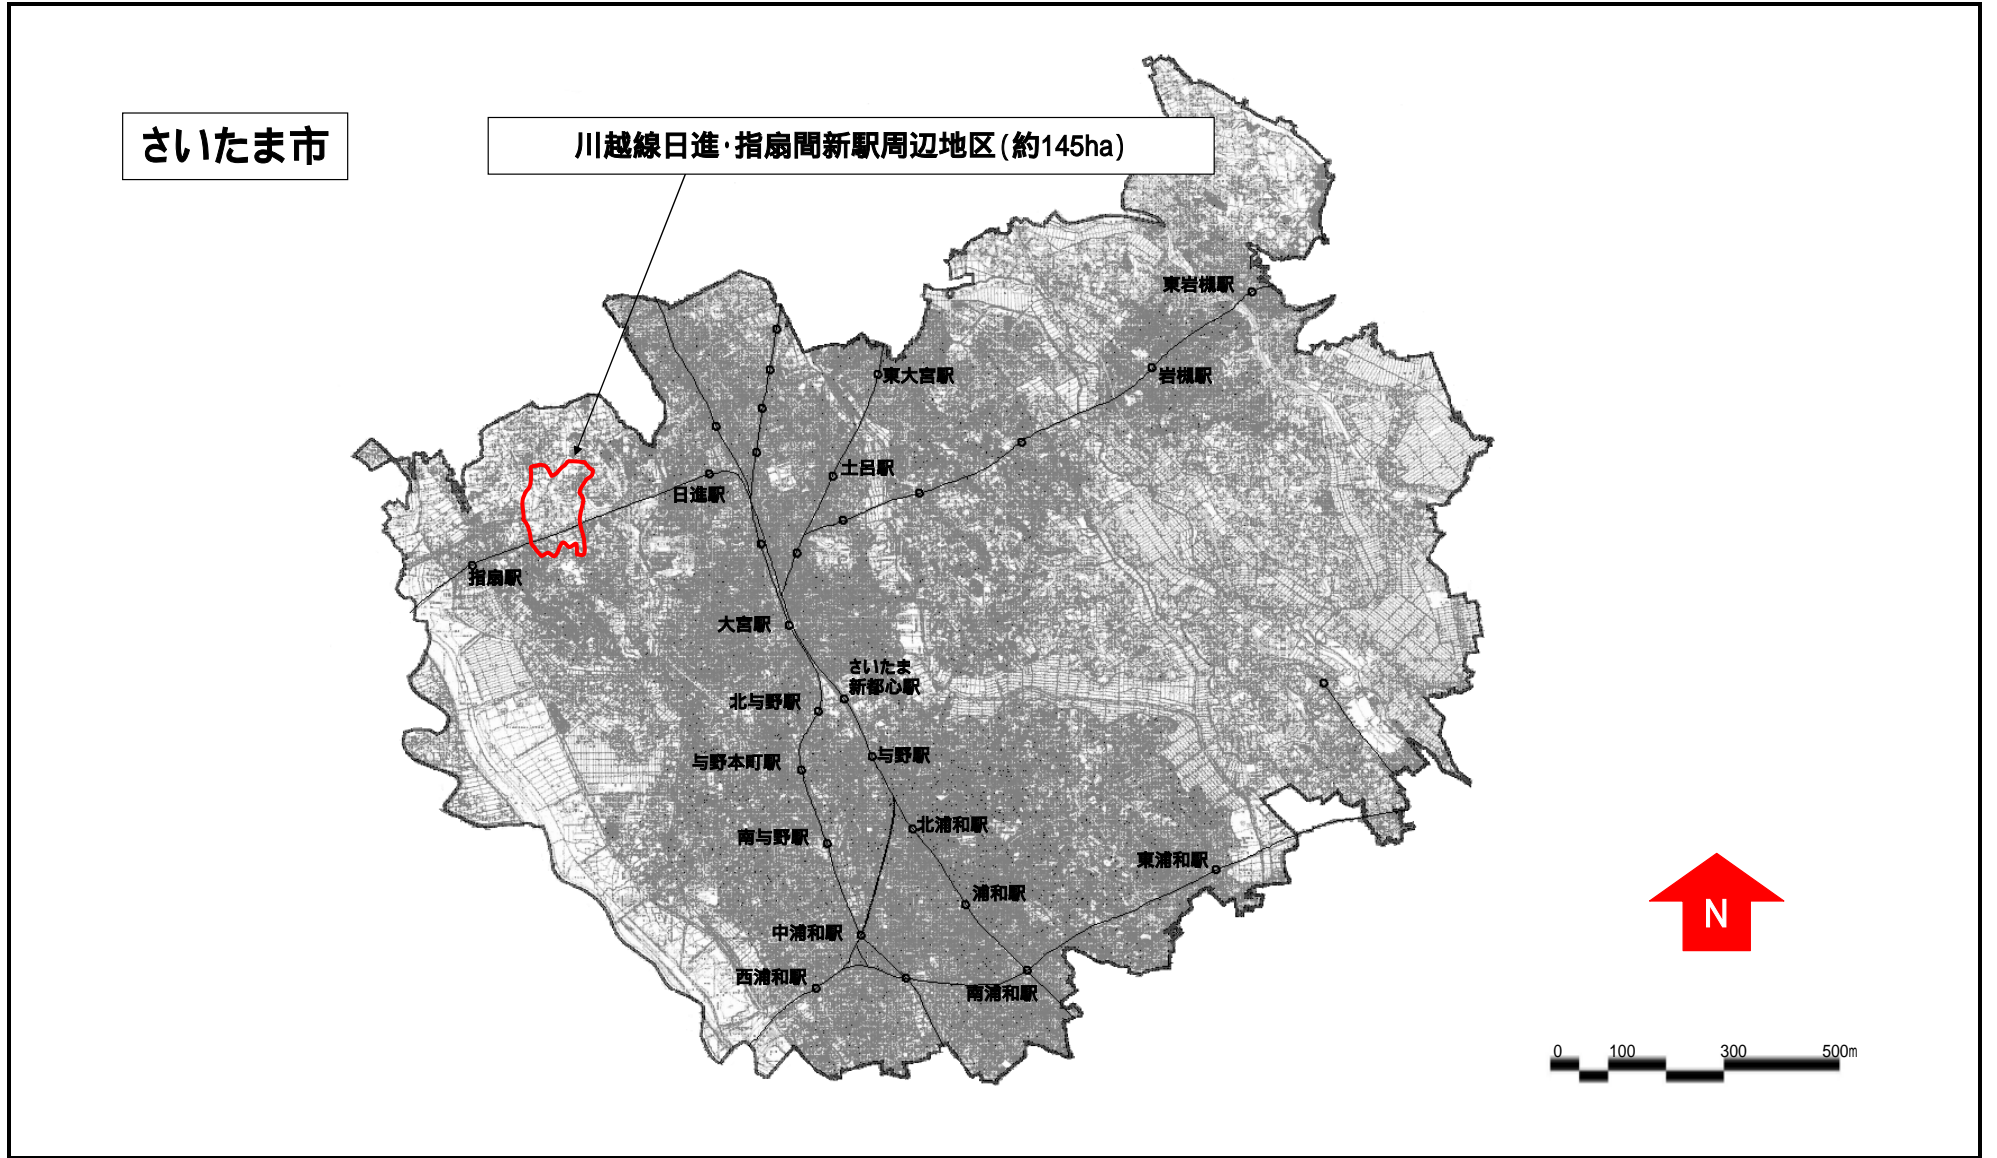 さいたま市
川越線日進・指扇間新駅周辺地区(約145ha)
東岩槻駅
岩槻駅
東大宮駅
土呂駅
日進駅
指扇駅
大宮駅
さいたま
新都心駅
北与野駅
与野駅
与野本町駅
北浦和駅
南与野駅
東浦和駅
浦和駅
中浦和駅
西浦和駅
南浦和駅
N
0 100 300 500m